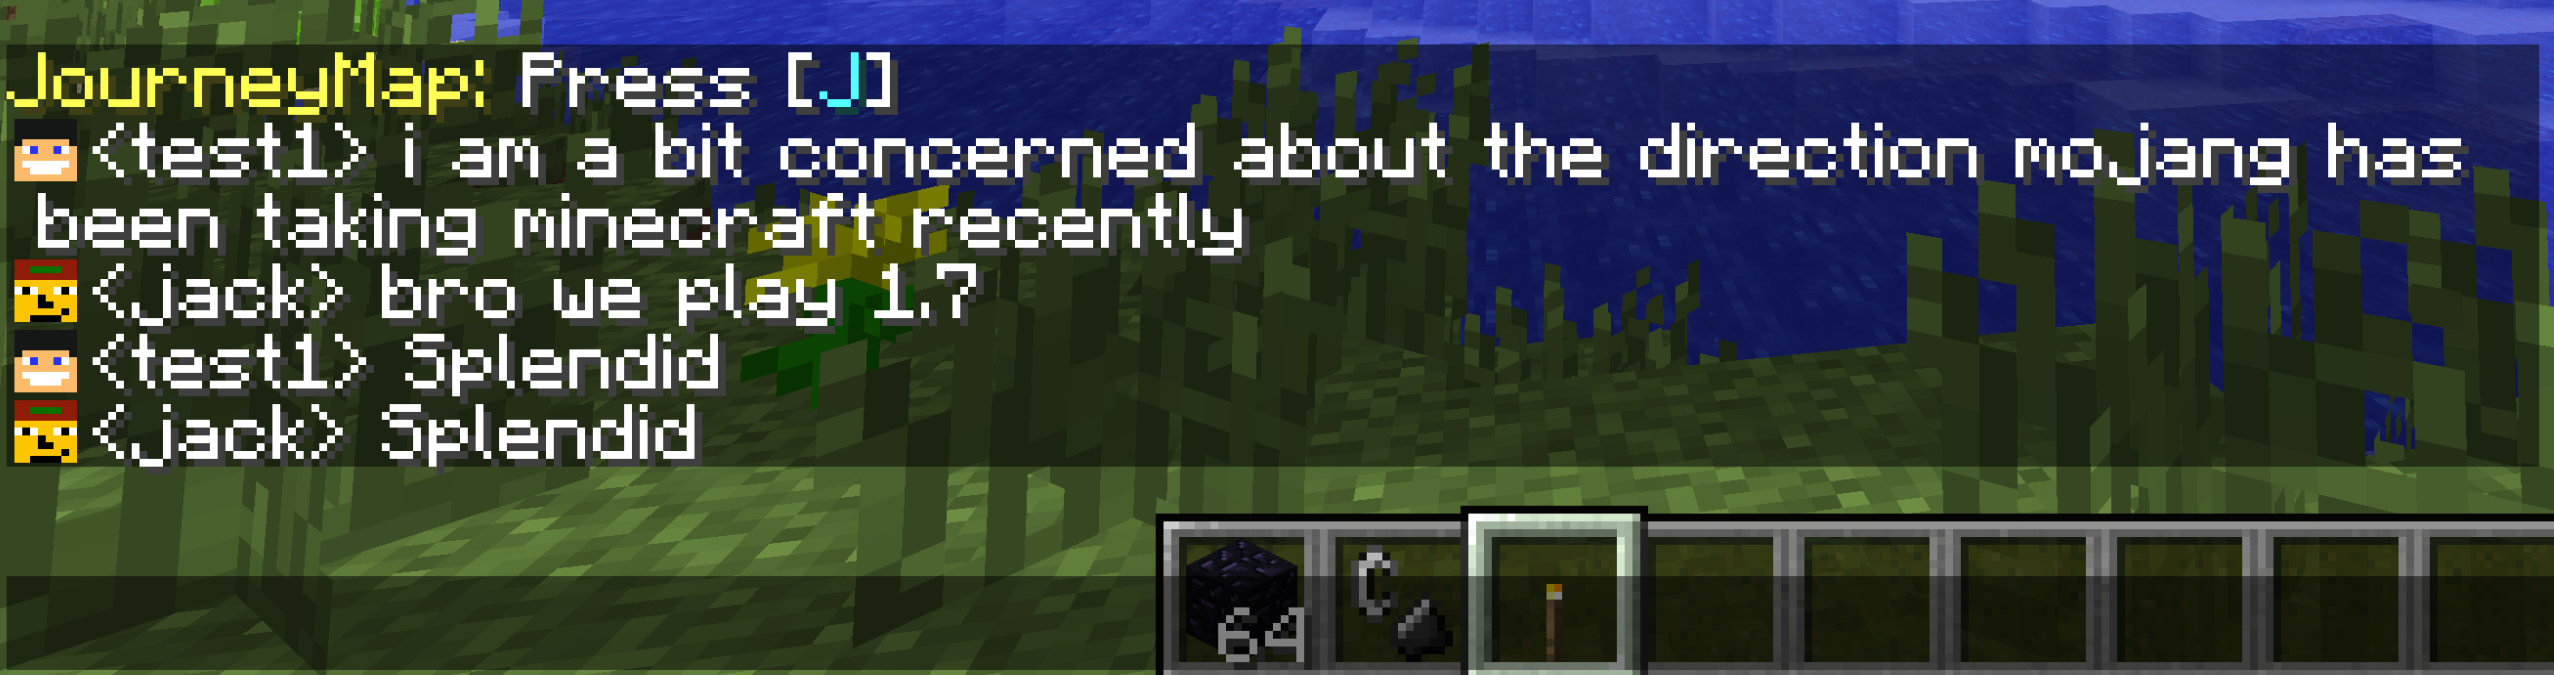 JourneyMap: Press [J]
<test1> i am a bit concerned about the direction mojang has
been taking minecraft recently
<jack> bro we play 1.7
<test1> Splendid
<jack> Splendid
64